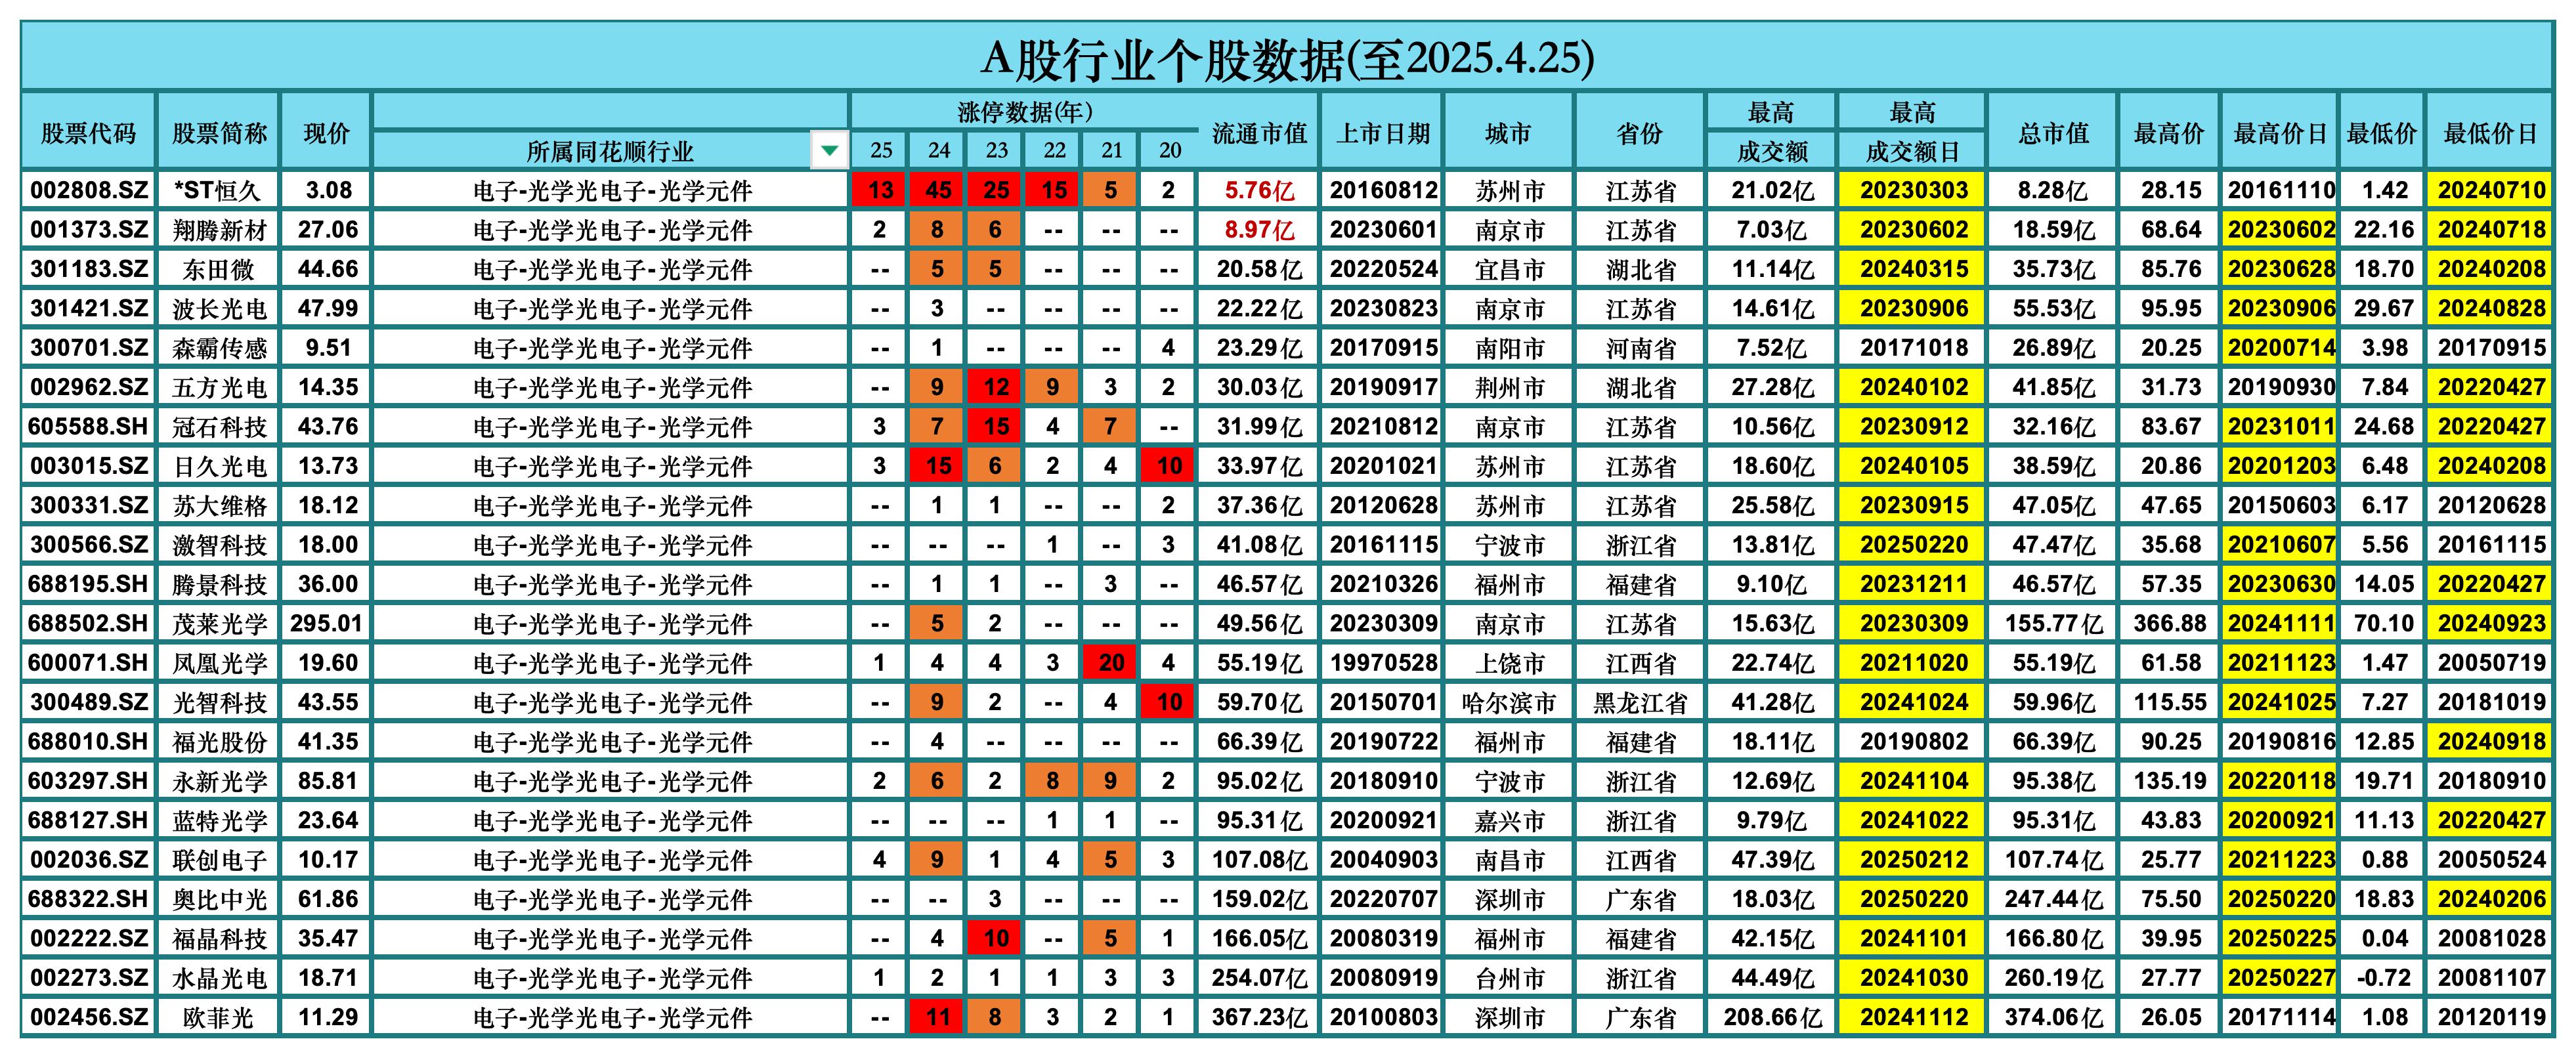 A股行业个股数据(至2025.4.25)
股票代码 股票简称 现价 所属同花顺行业 涨停数据(年) 25 24 23 22 21 20 流通市值 上市日期 城市 省份 最高成交额 最高成交额日 总市值 最高价 最高价日 最低价 最低价日
002808.SZ *ST恒久 3.08 电子-光学光电子-光学元件 13 45 25 15 5 2 5.76亿 20160812 苏州市 江苏省 21.02亿 20230303 8.28亿 28.15 20161110 1.42 20240710
001373.SZ 翔腾新材 27.06 电子-光学光电子-光学元件 2 8 6 -- -- -- 8.97亿 20230601 南京市 江苏省 7.03亿 20230602 18.59亿 68.64 20230602 22.16 20240718
301183.SZ 东田微 44.66 电子-光学光电子-光学元件 -- 5 5 -- -- -- 20.58亿 20220524 宜昌市 湖北省 11.14亿 20240315 35.73亿 85.76 20230628 18.70 20240208
301421.SZ 波长光电 47.99 电子-光学光电子-光学元件 -- 3 -- -- -- -- 22.22亿 20230823 南京市 江苏省 14.61亿 20230906 55.53亿 95.95 20230906 29.67 20240828
300701.SZ 森霸传感 9.51 电子-光学光电子-光学元件 -- 1 -- -- -- 4 23.29亿 20170915 南阳市 河南省 7.52亿 20171018 26.89亿 20.25 20200714 3.98 20170915
002962.SZ 五方光电 14.35 电子-光学光电子-光学元件 -- 9 12 9 3 2 30.03亿 20190917 荆州市 湖北省 27.28亿 20240102 41.85亿 31.73 20190930 7.84 20220427
605588.SH 冠石科技 43.76 电子-光学光电子-光学元件 3 7 15 4 7 -- 31.99亿 20210812 南京市 江苏省 10.56亿 20230912 32.16亿 83.67 20231011 24.68 20220427
003015.SZ 日久光电 13.73 电子-光学光电子-光学元件 3 15 6 2 4 10 33.97亿 20201021 苏州市 江苏省 18.60亿 20240105 38.59亿 20.86 20201203 6.48 20240208
300331.SZ 苏大维格 18.12 电子-光学光电子-光学元件 -- 1 1 -- -- 2 37.36亿 20120628 苏州市 江苏省 25.58亿 20230915 47.05亿 47.65 20150603 6.17 20120628
300566.SZ 激智科技 18.00 电子-光学光电子-光学元件 -- -- -- 1 -- 3 41.08亿 20161115 宁波市 浙江省 13.81亿 20250220 47.47亿 35.68 20210607 5.56 20161115
688195.SH 腾景科技 36.00 电子-光学光电子-光学元件 -- 1 1 -- 3 -- 46.57亿 20210326 福州市 福建省 9.10亿 20231211 46.57亿 57.35 20230630 14.05 20220427
688502.SH 茂莱光学 295.01 电子-光学光电子-光学元件 -- 5 2 -- -- -- 49.56亿 20230309 南京市 江苏省 15.63亿 20230309 155.77亿 366.88 20241111 70.10 20240923
600071.SH 凤凰光学 19.60 电子-光学光电子-光学元件 1 4 4 3 20 4 55.19亿 19970528 上饶市 江西省 22.74亿 20211020 55.19亿 61.58 20211123 1.47 20050719
300489.SZ 光智科技 43.55 电子-光学光电子-光学元件 -- 9 2 -- 4 10 59.70亿 20150701 哈尔滨市 黑龙江省 41.28亿 20241024 59.96亿 115.55 20241025 7.27 20181019
688010.SH 福光股份 41.35 电子-光学光电子-光学元件 -- 4 -- -- -- -- 66.39亿 20190722 福州市 福建省 18.11亿 20190802 66.39亿 90.25 20190816 12.85 20240918
603297.SH 永新光学 85.81 电子-光学光电子-光学元件 2 6 2 8 9 2 95.02亿 20180910 宁波市 浙江省 12.69亿 20241104 95.38亿 135.19 20220118 19.71 20180910
688127.SH 蓝特光学 23.64 电子-光学光电子-光学元件 -- -- -- 1 1 -- 95.31亿 20200921 嘉兴市 浙江省 9.79亿 20241022 95.31亿 43.83 20200921 11.13 20220427
002036.SZ 联创电子 10.17 电子-光学光电子-光学元件 4 9 1 4 5 3 107.08亿 20040903 南昌市 江西省 47.39亿 20250212 107.74亿 25.77 20211223 0.88 20050524
688322.SH 奥比中光 61.86 电子-光学光电子-光学元件 -- -- 3 -- -- -- 159.02亿 20220707 深圳市 广东省 18.03亿 20250220 247.44亿 75.50 20250220 18.83 20240206
002222.SZ 福晶科技 35.47 电子-光学光电子-光学元件 -- 4 10 -- 5 1 166.05亿 20080319 福州市 福建省 42.15亿 20241101 166.80亿 39.95 20250225 0.04 20081028
002273.SZ 水晶光电 18.71 电子-光学光电子-光学元件 1 2 1 1 3 3 254.07亿 20080919 台州市 浙江省 44.49亿 20241030 260.19亿 27.77 20250227 -0.72 20081107
002456.SZ 欧菲光 11.29 电子-光学光电子-光学元件 -- 11 8 3 2 1 367.23亿 20100803 深圳市 广东省 208.66亿 20241112 374.06亿 26.05 20171114 1.08 20120119